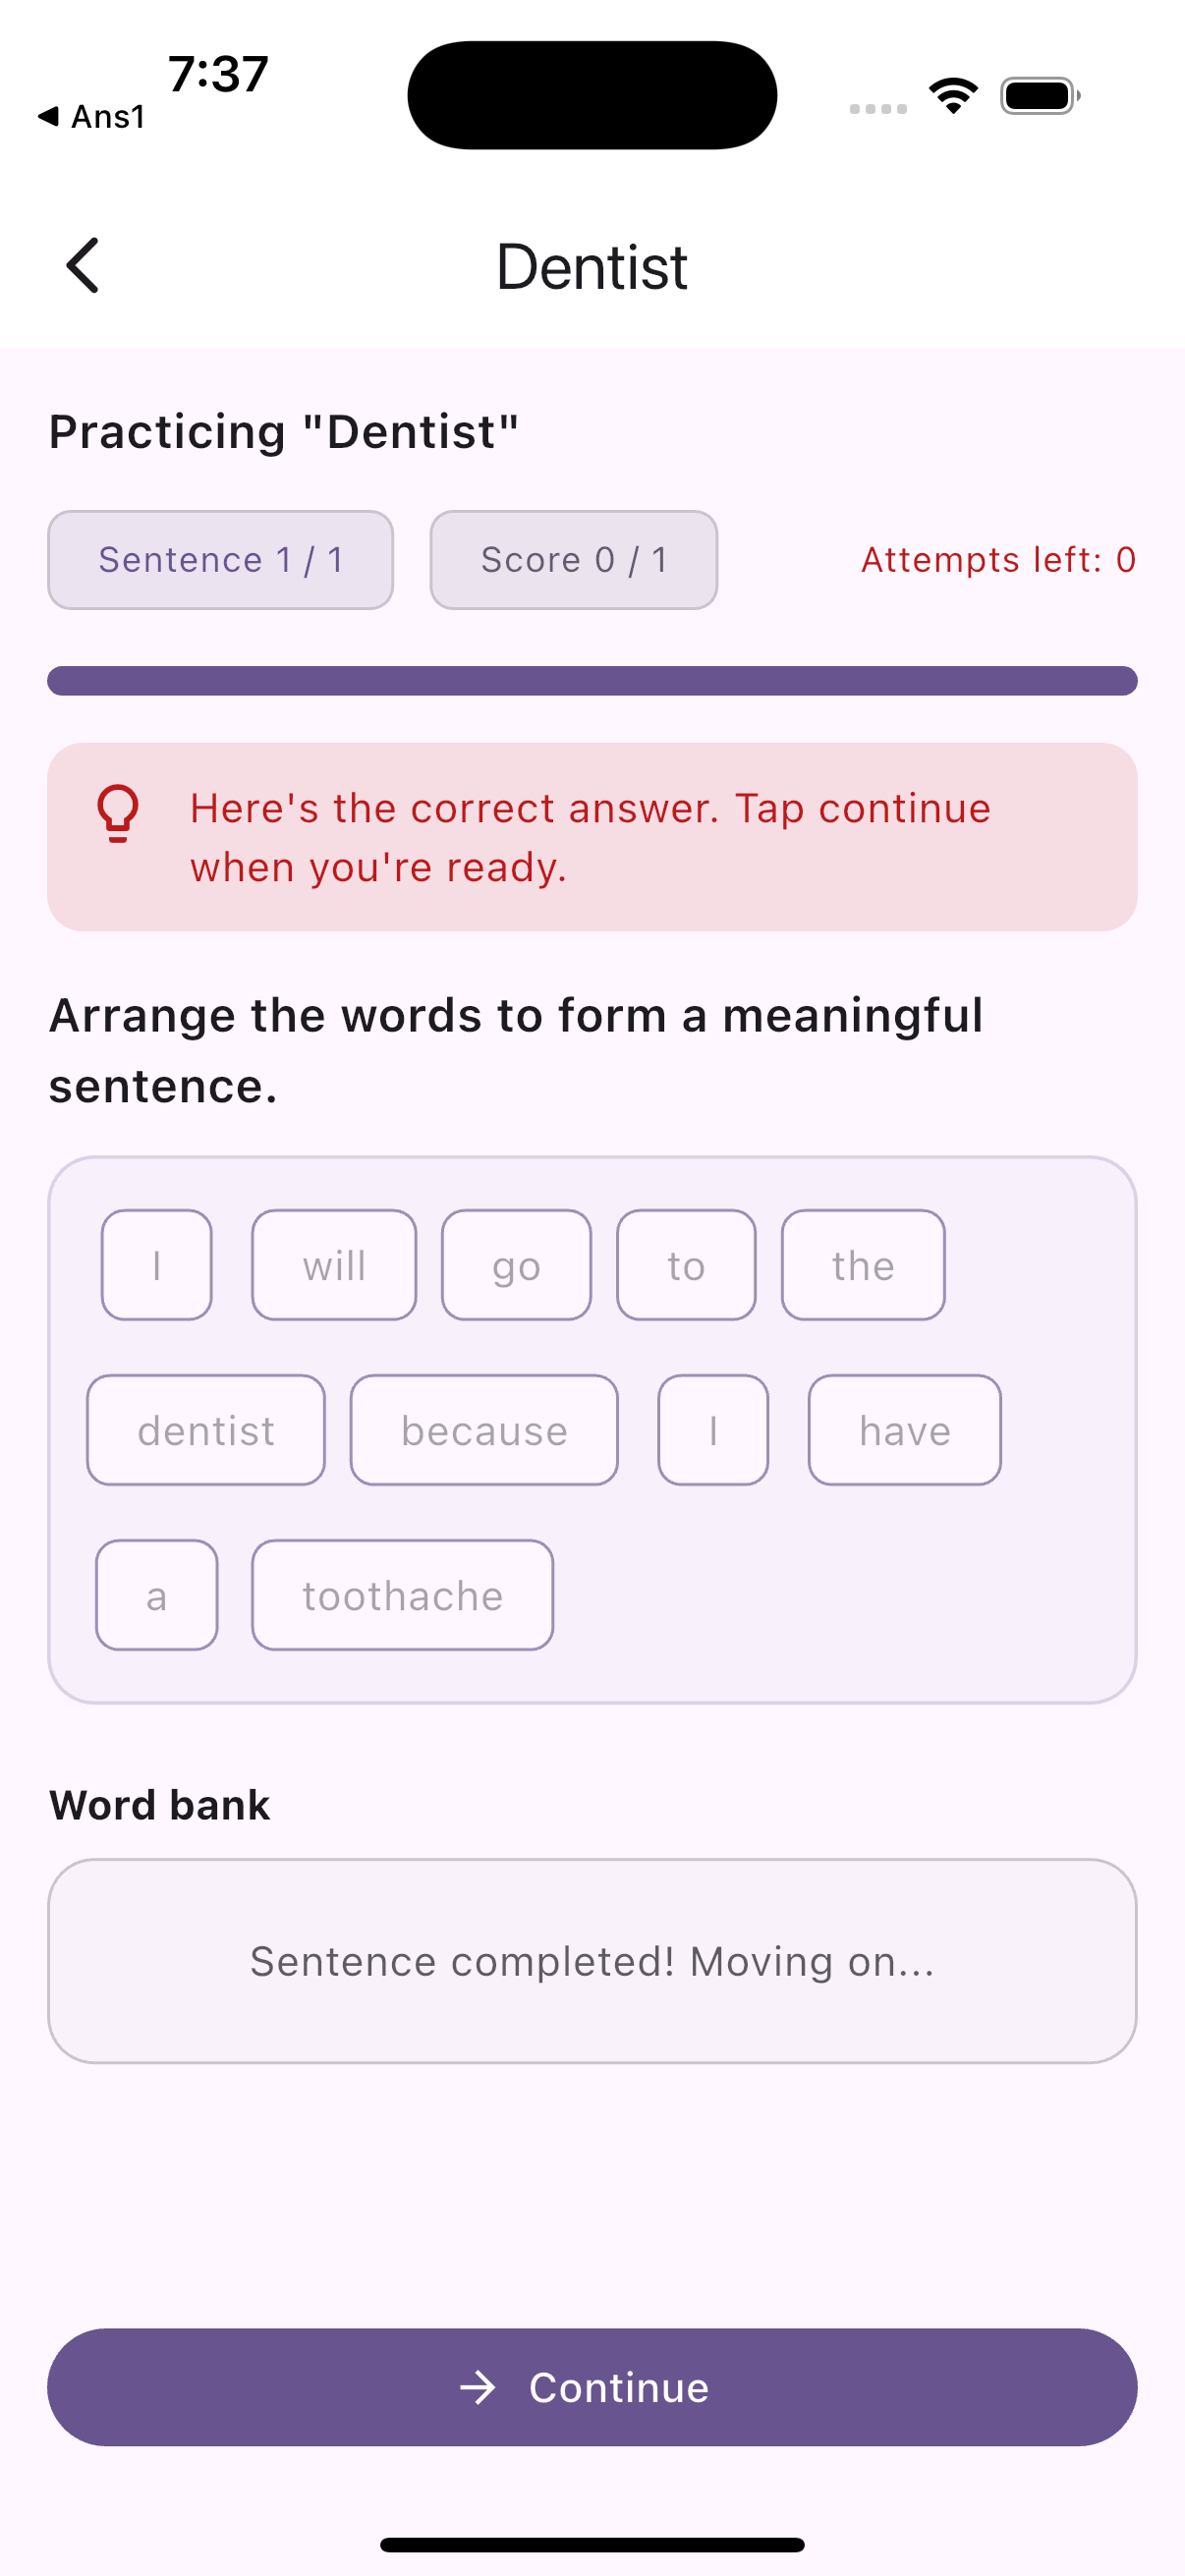 7:37
Ans1
Dentist
Practicing "Dentist"
Sentence 1 / 1
Score 0 / 1
Attempts left: 0
Here's the correct answer. Tap continue
when you're ready.
Arrange the words to form a meaningful
sentence.
I will go to the
dentist because I have
a toothache
Word bank
Sentence completed! Moving on...
Continue